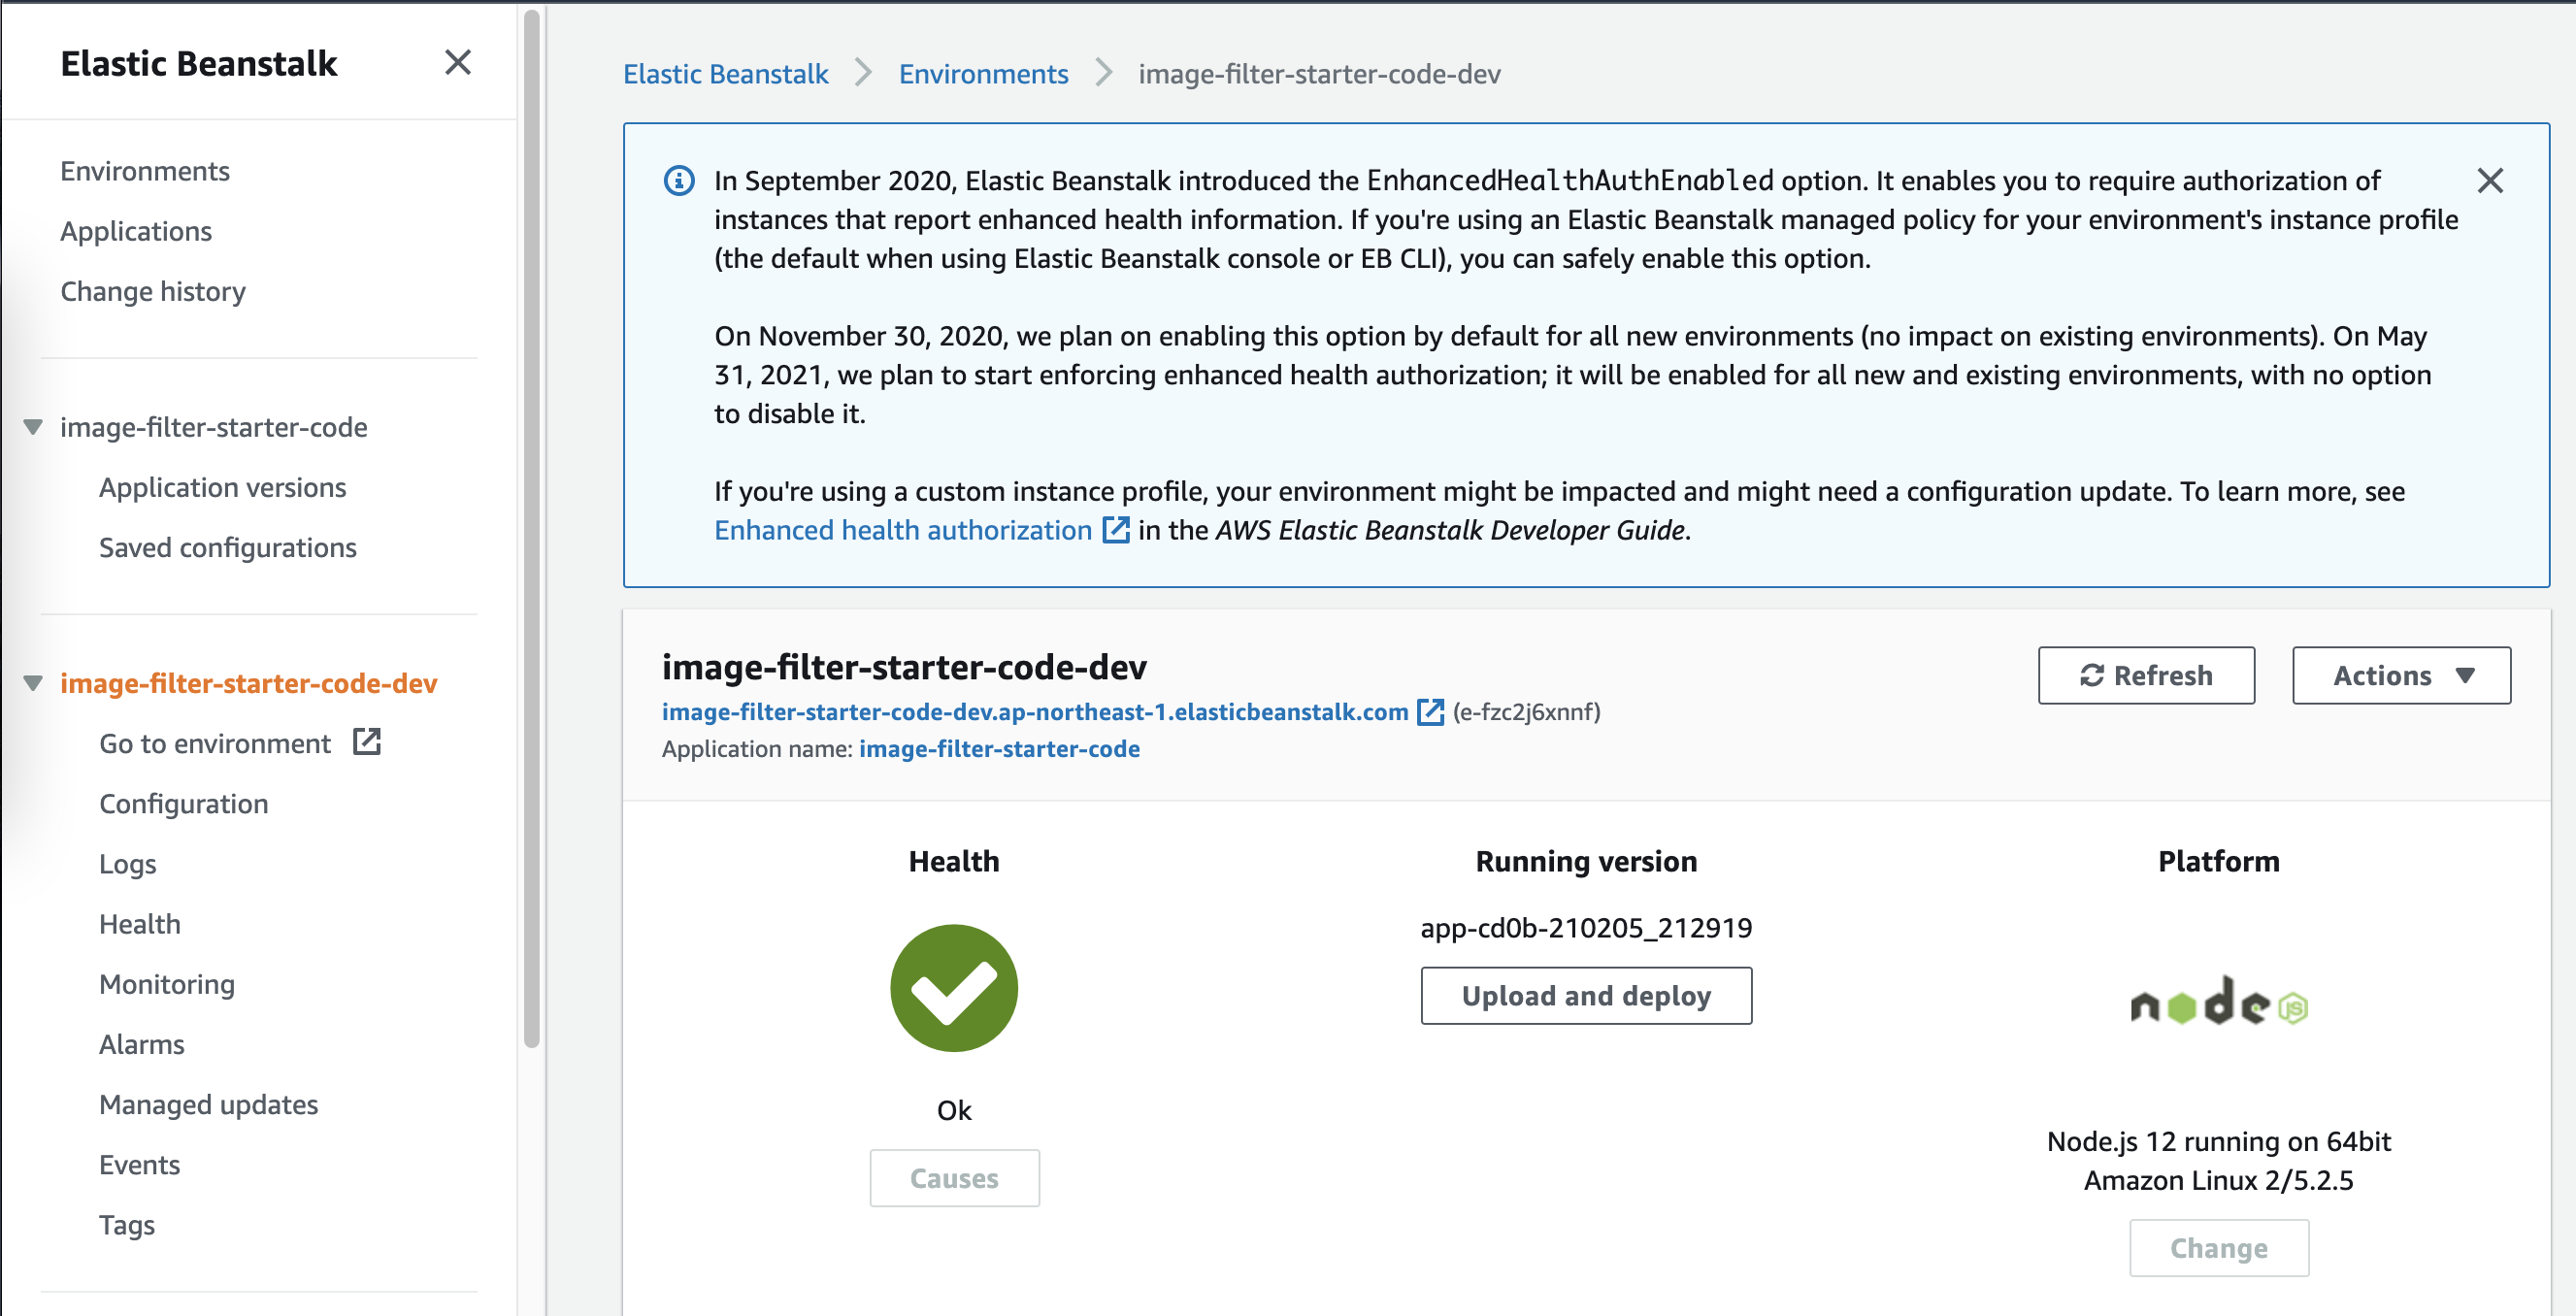 Elastic Beanstalk
Environments
Applications
Change history
image-filter-starter-code
Application versions
Saved configurations
image-filter-starter-code-dev
Go to environment
Configuration
Logs
Health
Monitoring
Alarms
Managed updates
Events
Tags
Elastic Beanstalk > Environments > image-filter-starter-code-dev
In September 2020, Elastic Beanstalk introduced the EnhancedHealthAuthEnabled option. It enables you to require authorization of
instances that report enhanced health information. If you're using an Elastic Beanstalk managed policy for your environment's instance profile
(the default when using Elastic Beanstalk console or EB CLI), you can safely enable this option.
On November 30, 2020, we plan on enabling this option by default for all new environments (no impact on existing environments). On May
31, 2021, we plan to start enforcing enhanced health authorization; it will be enabled for all new and existing environments, with no option
to disable it.
If you're using a custom instance profile, your environment might be impacted and might need a configuration update. To learn more, see
Enhanced health authorization in the AWS Elastic Beanstalk Developer Guide.
image-filter-starter-code-dev
image-filter-starter-code-dev.ap-northeast-1.elasticbeanstalk.com (e-fzc2j6xnnf)
Application name: image-filter-starter-code
Refresh
Actions
Health
Ok
Causes
Running version
app-cd0b-210205_212919
Upload and deploy
Platform
node JS
Node.js 12 running on 64bit
Amazon Linux 2/5.2.5
Change